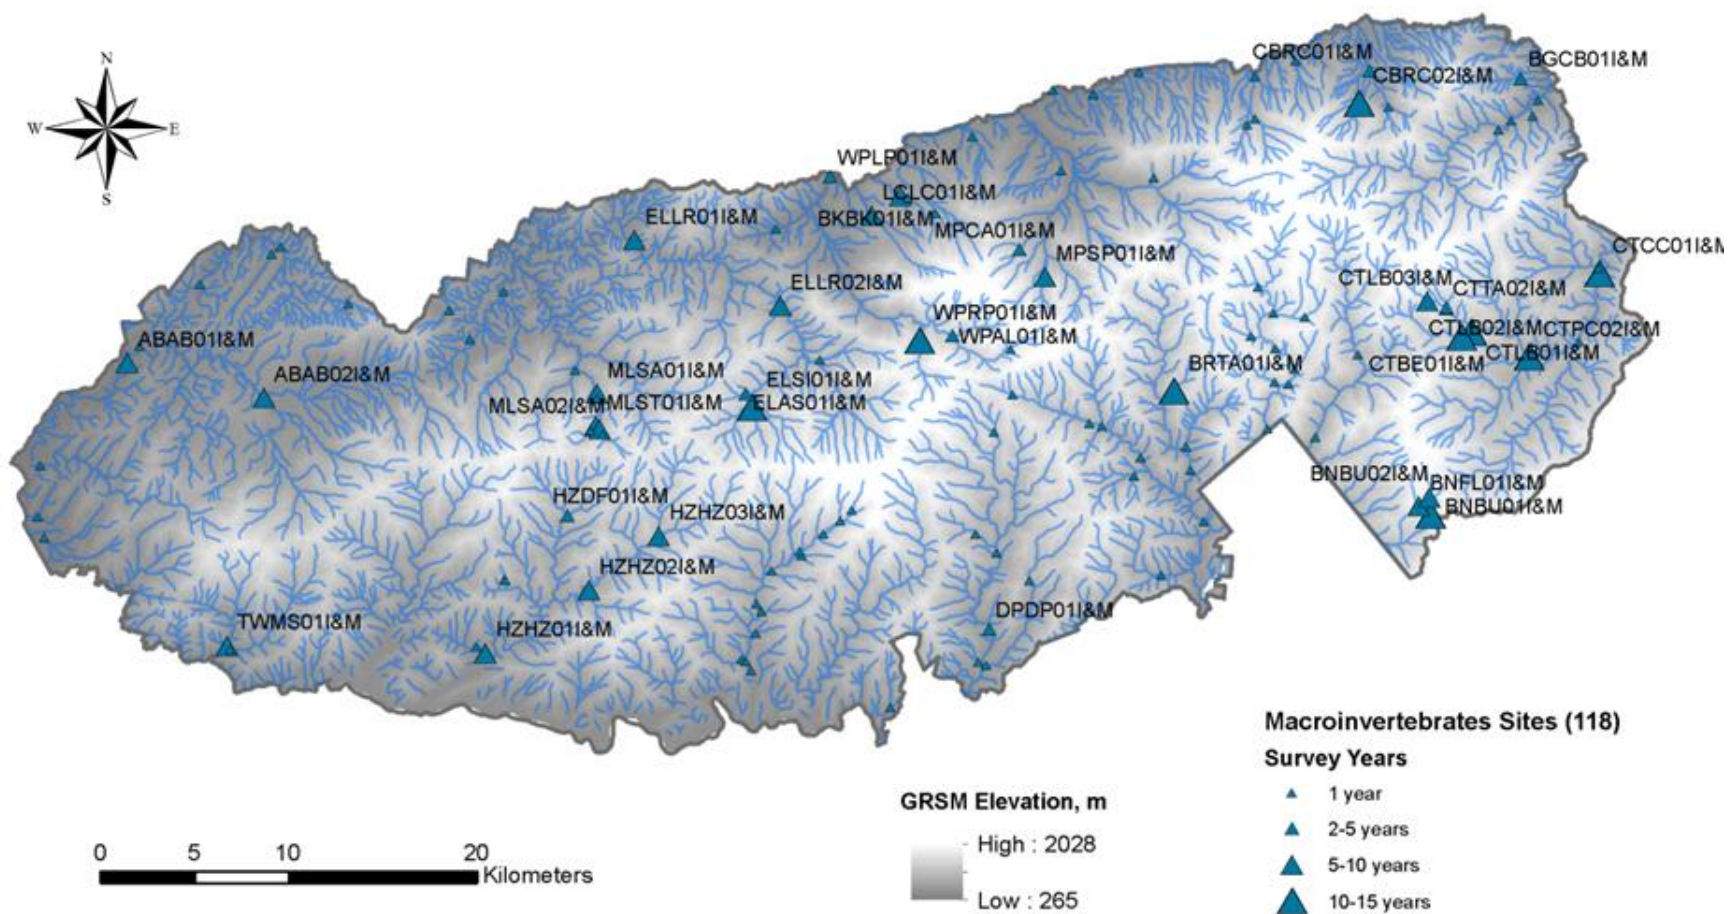 N
W
E
S
CBRC01I&M
CBRC02I&M
BGCB01I&M
WPLP01I&M
LCLC01I&M
BKBK01I&M
MPCA01I&M
ELLR01I&M
MPSP01I&M
CTCC01I&M
ELLR02I&M
CTLB03I&M
CTTA02I&M
WPRP01I&M
WPAL01I&M
CTLB02I&M
CTPC02I&M
ABAB01I&M
CTLB01I&M
CTBE01I&M
BRTA01I&M
ABAB02I&M
MLSA01I&M
ELSI01I&M
MLSA02I&M
MLST01I&M
ELAS01I&M
BNBU02I&M
BNFL01I&M
BNBU01I&M
HZDF01I&M
HZHZ03I&M
HZHZ02I&M
DPDP01I&M
TWMS01I&M
HZHZ01I&M
0 5 10 20
Kilometers
GRSM Elevation, m
High : 2028
Low : 265
Macroinvertebrates Sites (118)
Survey Years
1 year
2-5 years
5-10 years
10-15 years